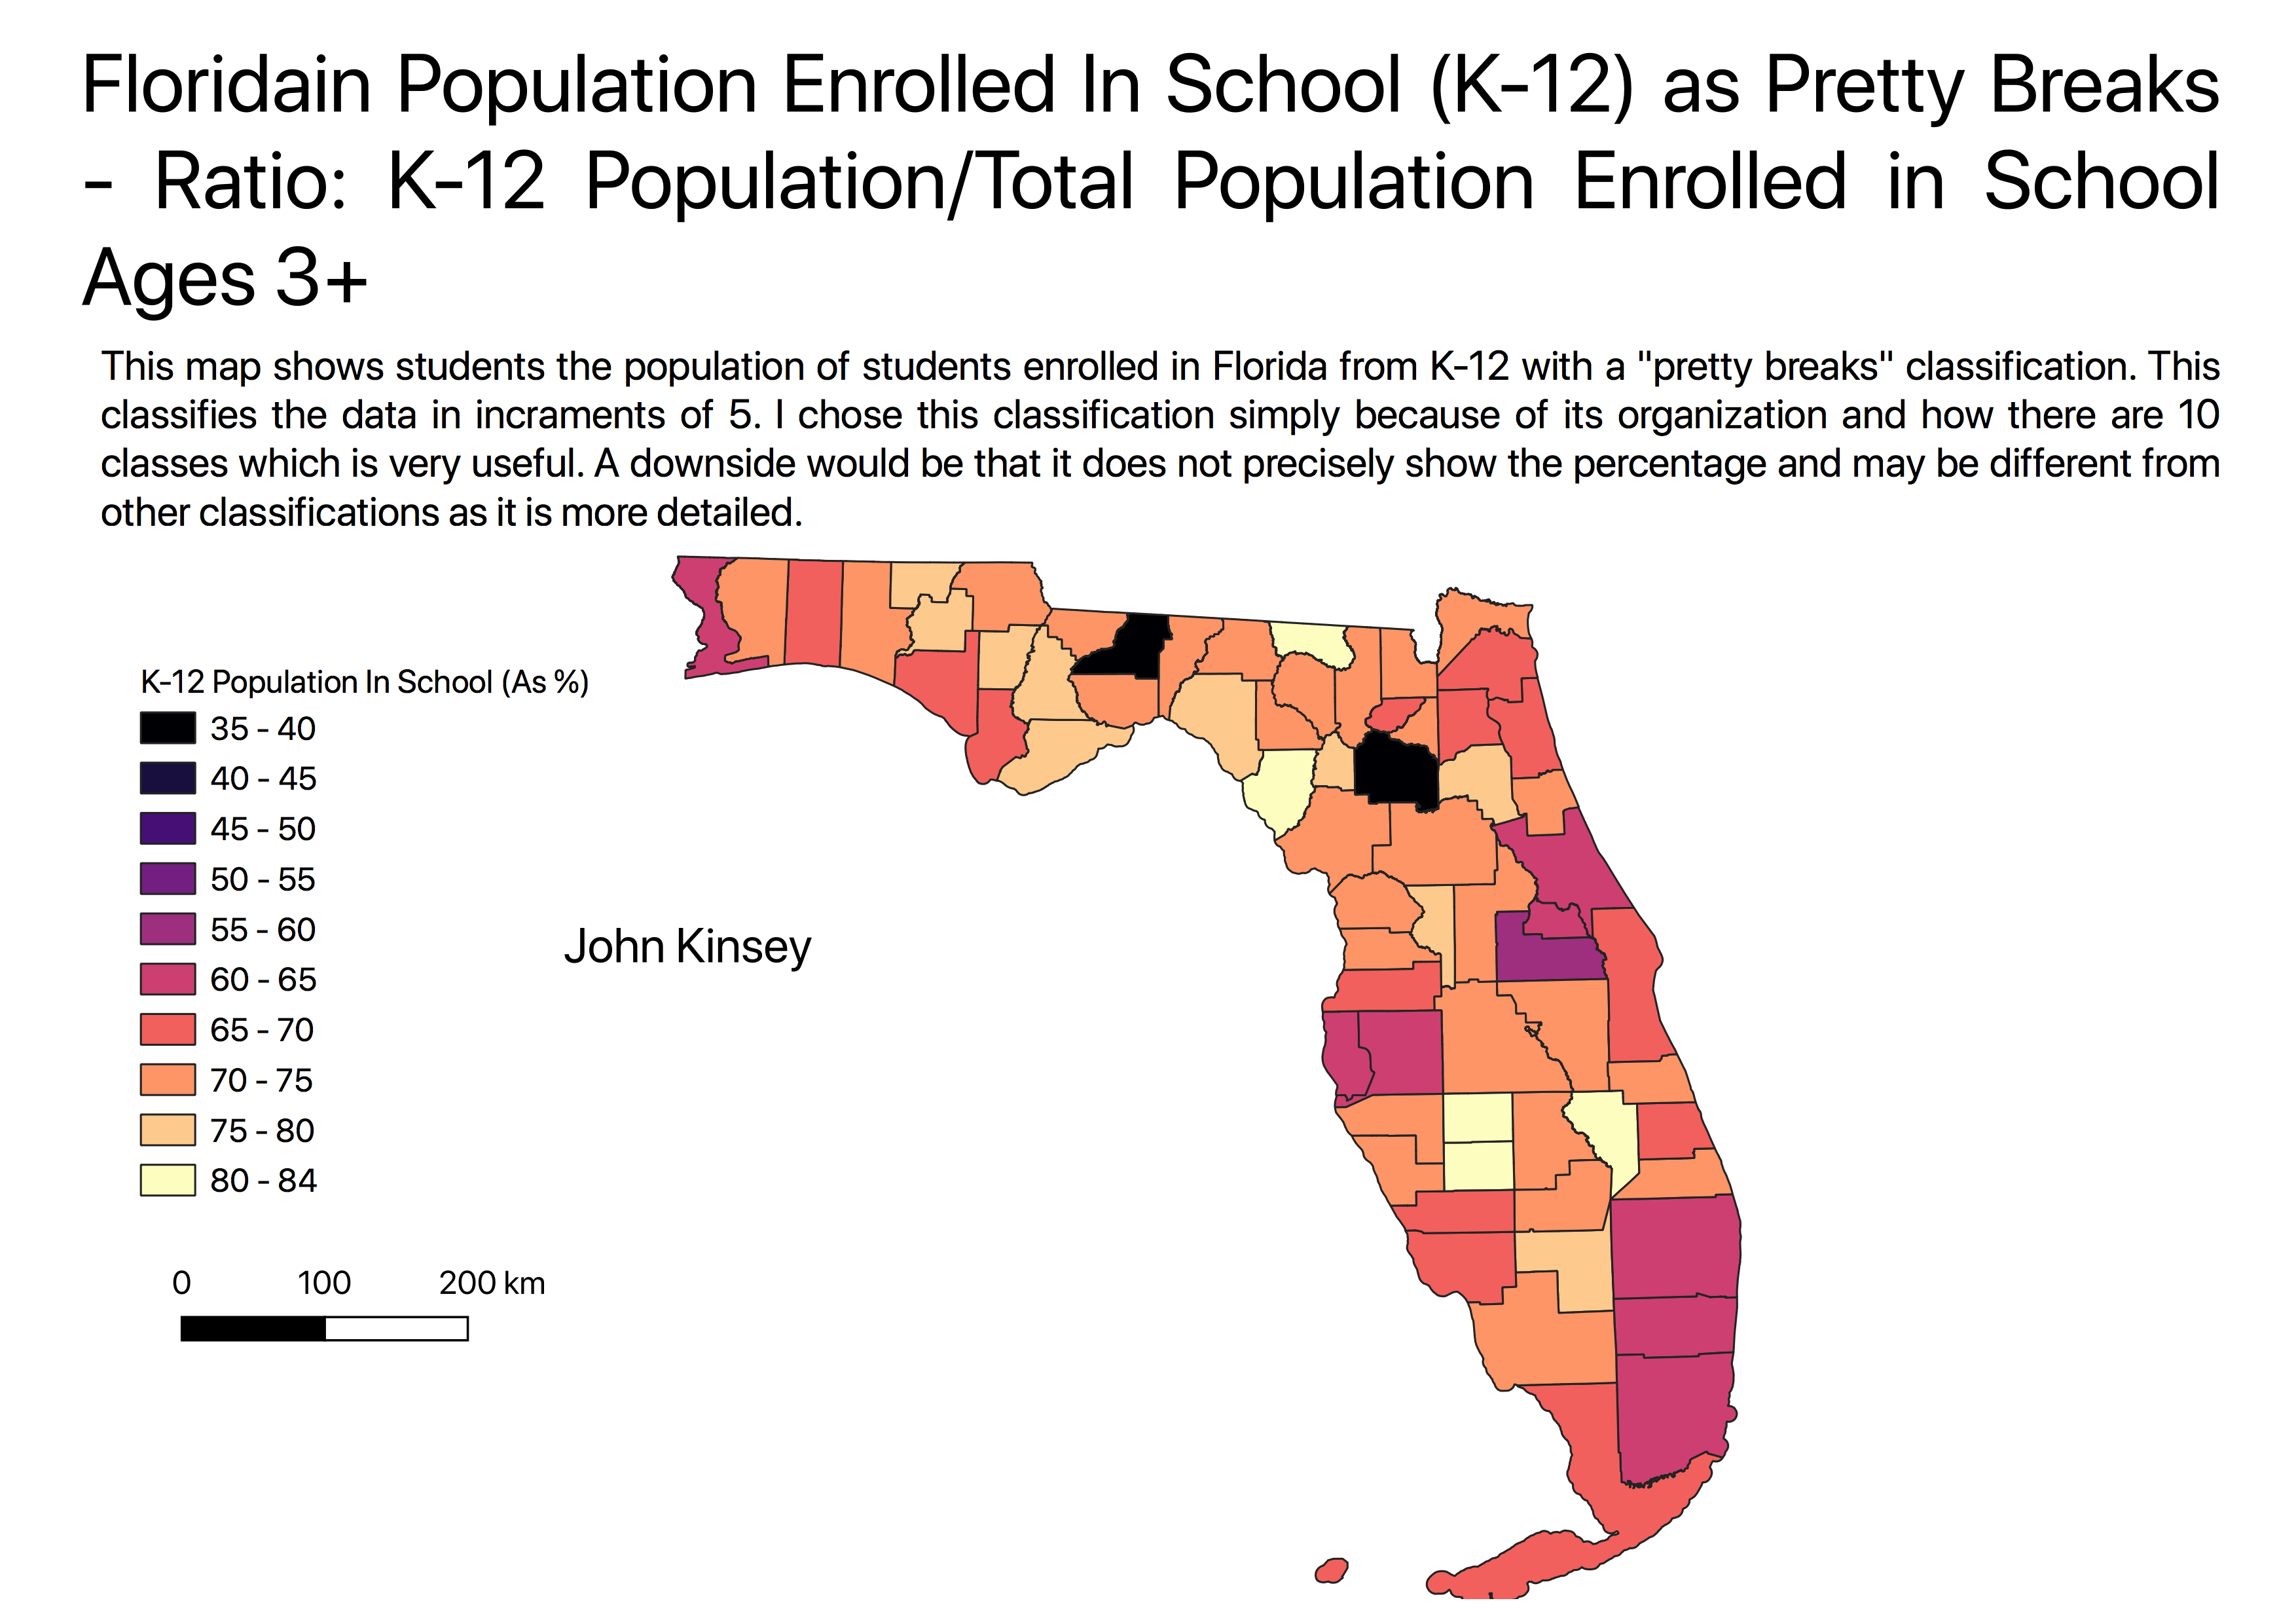 Floridain Population Enrolled In School (K-12) as Pretty Breaks
- Ratio: K-12 Population/Total Population Enrolled in School
Ages 3+
This map shows students the population of students enrolled in Florida from K-12 with a "pretty breaks" classification. This
classifies the data in incraments of 5. I chose this classification simply because of its organization and how there are 10
classes which is very useful. A downside would be that it does not precisely show the percentage and may be different from
other classifications as it is more detailed.
K-12 Population In School (As %)
35 - 40
40 - 45
45 - 50
50 - 55
55 - 60
60 - 65
65 - 70
70 - 75
75 - 80
80 - 84
John Kinsey
0 100 200 km